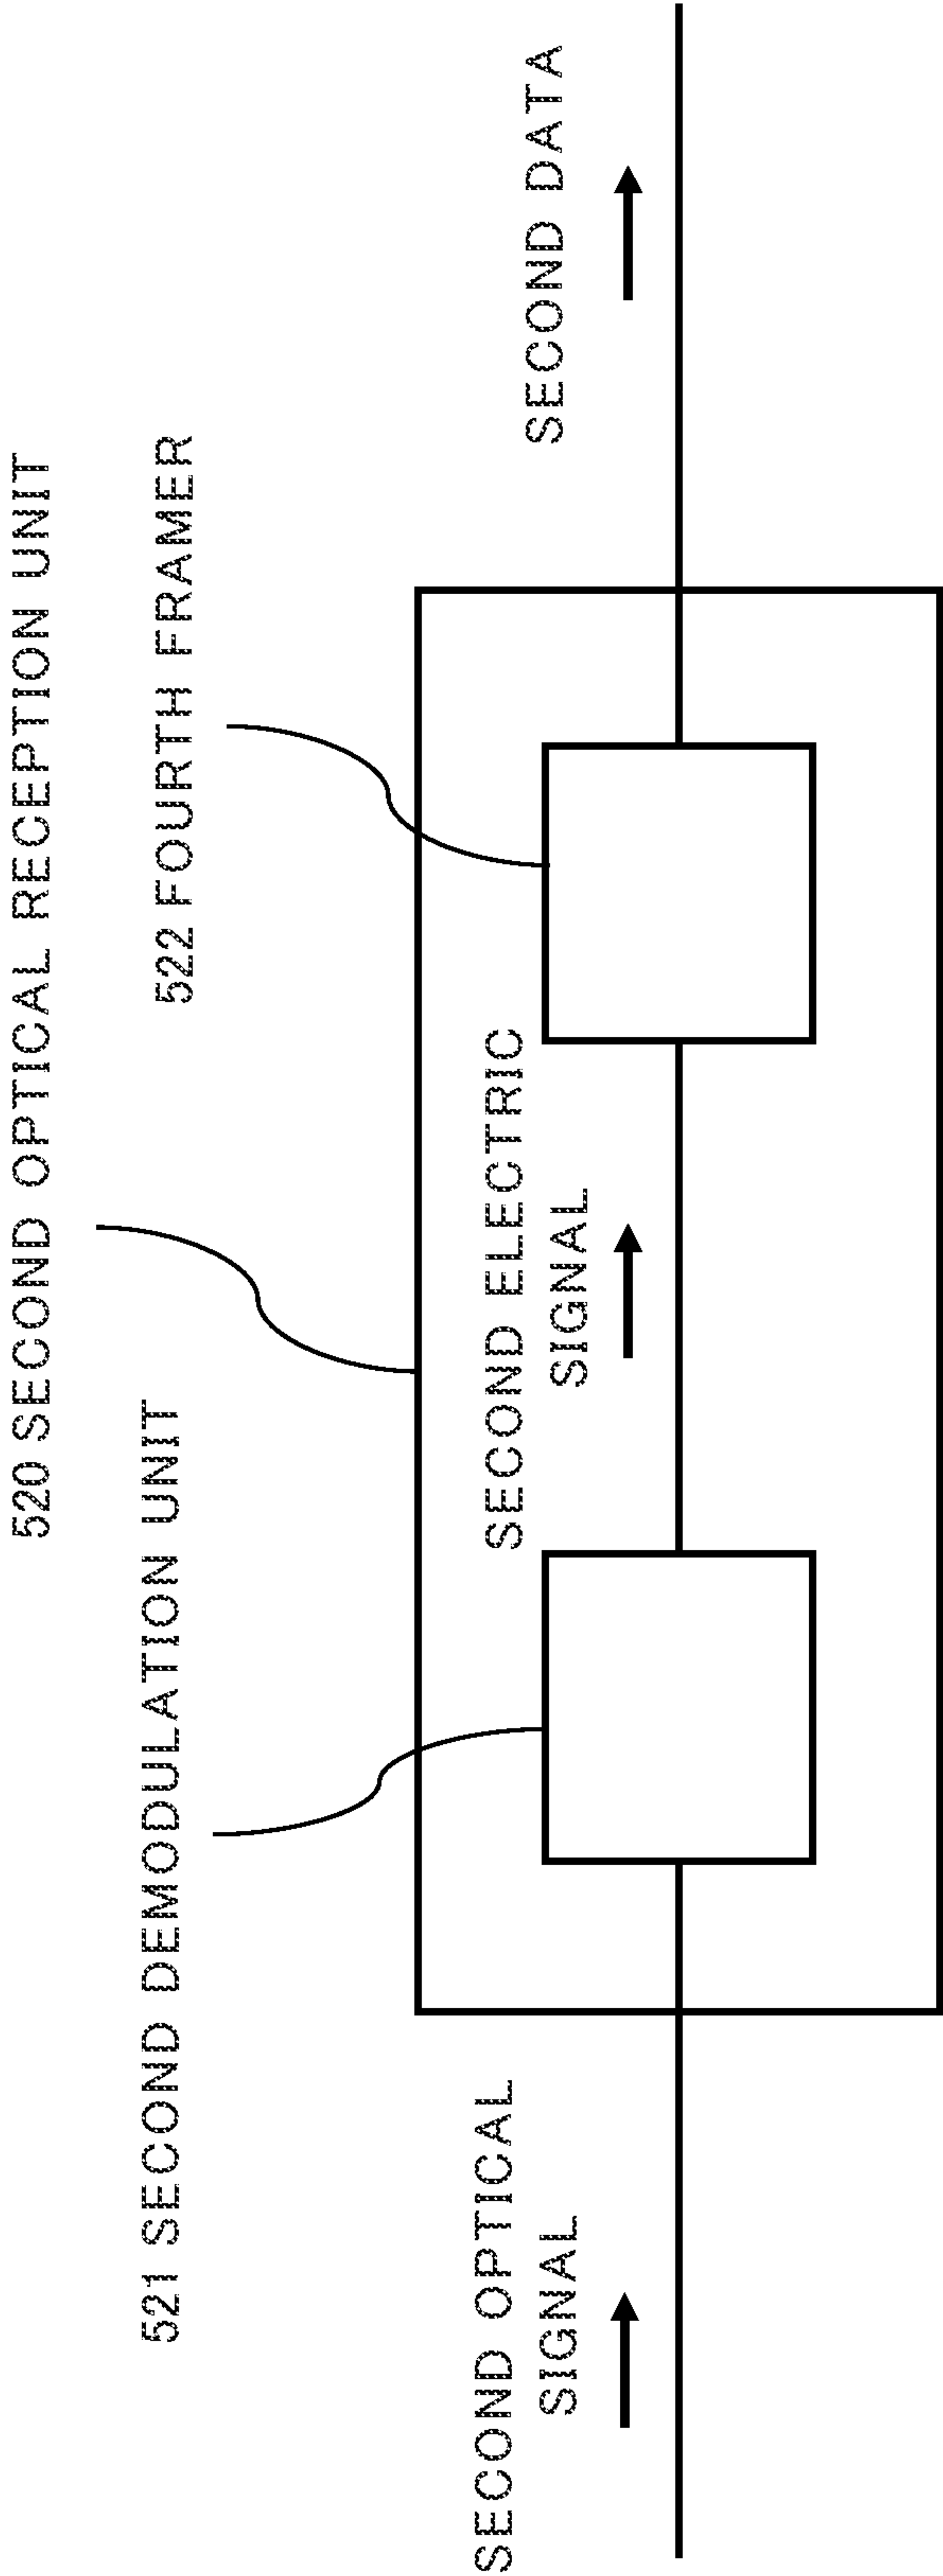 520 SECOND OPTICAL RECEPTION UNIT
521 SECOND DEMODULATION UNIT
522 FOURTH FRAMER
SECOND OPTICAL
SIGNAL
SECOND ELECTRIC
SIGNAL
SECOND DATA